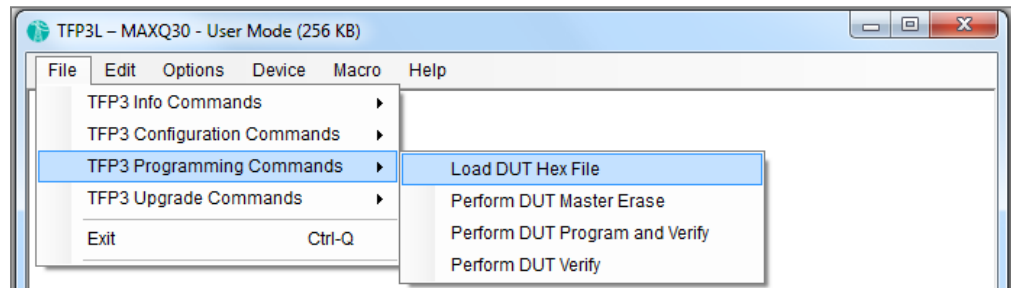 TFP3L – MAXQ30 - User Mode (256 KB)
File Edit Options Device Macro Help
TFP3 Info Commands
TFP3 Configuration Commands
TFP3 Programming Commands
TFP3 Upgrade Commands
Exit Ctrl-Q
Load DUT Hex File
Perform DUT Master Erase
Perform DUT Program and Verify
Perform DUT Verify